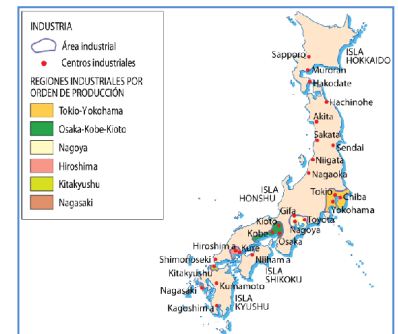 INDUSTRIA
Área industrial
Centros industriales
REGIONES INDUSTRIALES POR
ORDEN DE PRODUCCIÓN
Tokio-Yokohama
Osaka-Kobe-Kioto
Nagoya
Hiroshima
Kitakyushu
Nagasaki
Sapporo
ISLA
HOKKAIDO
Muroran
Hakodate
Hachinohe
Akita
Sakata
Sendai
Niigata
Nagaoka
ISLA
HONSHU
Tokio
Chiba
Yokohama
Gifa
Toyota
Kioto
Nagoya
Kobe
Osaka
Hiroshima
Kure
Niihama
Shimonoseki
ISLA
SHIKOKU
Kitakyushu
Kumamoto
Nagasaki
ISLA
KYUSHU
Kagoshima